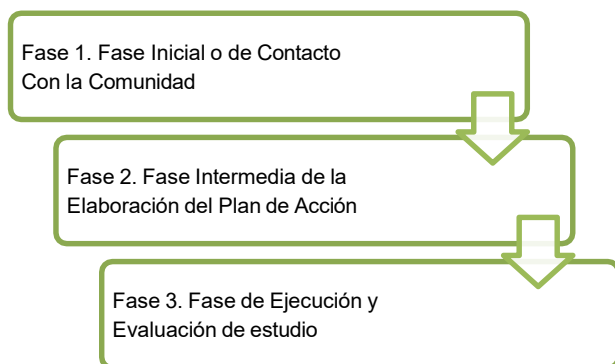 Fase 1. Fase Inicial o de Contacto
Con la Comunidad
Fase 2. Fase Intermedia de la
Elaboración del Plan de Acción
Fase 3. Fase de Ejecución y
Evaluación de estudio